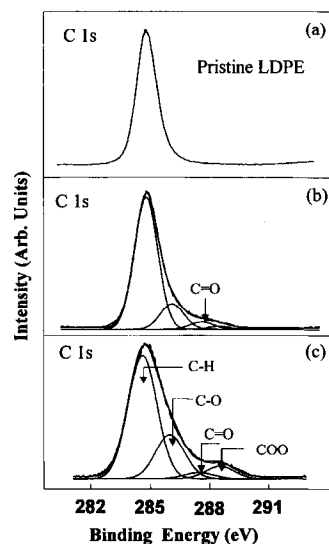 C 1s
(a)
Pristine LDPE
C 1s
(b)
C=O
C 1s
(c)
C-H
C-O
C=O
COO
Intensity (Arb. Units)
282 285 288 291
Binding Energy (eV)